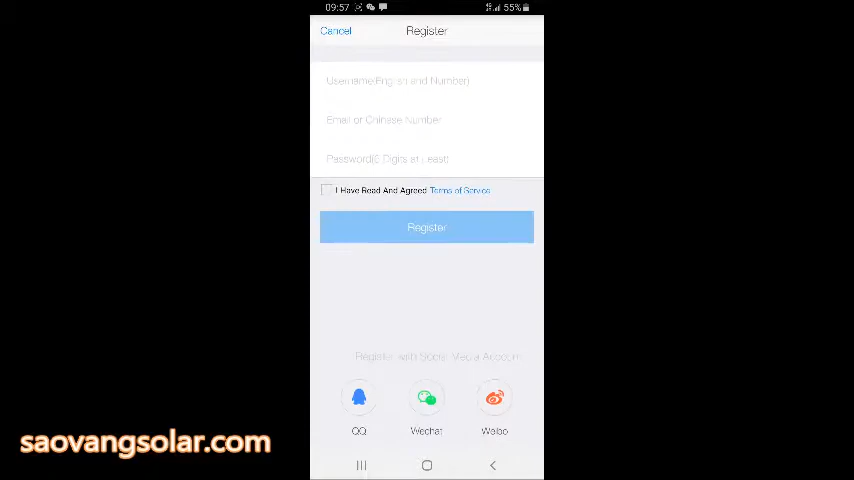 09:57 55%
Cancel Register
Username(English and Number)
Email or Chinese Number
Password(6 Digits at Least)
I Have Read And Agreed Terms of Service
Register
Register with Social Media Account
QQ Wechat Weibo
saovangsolar.com